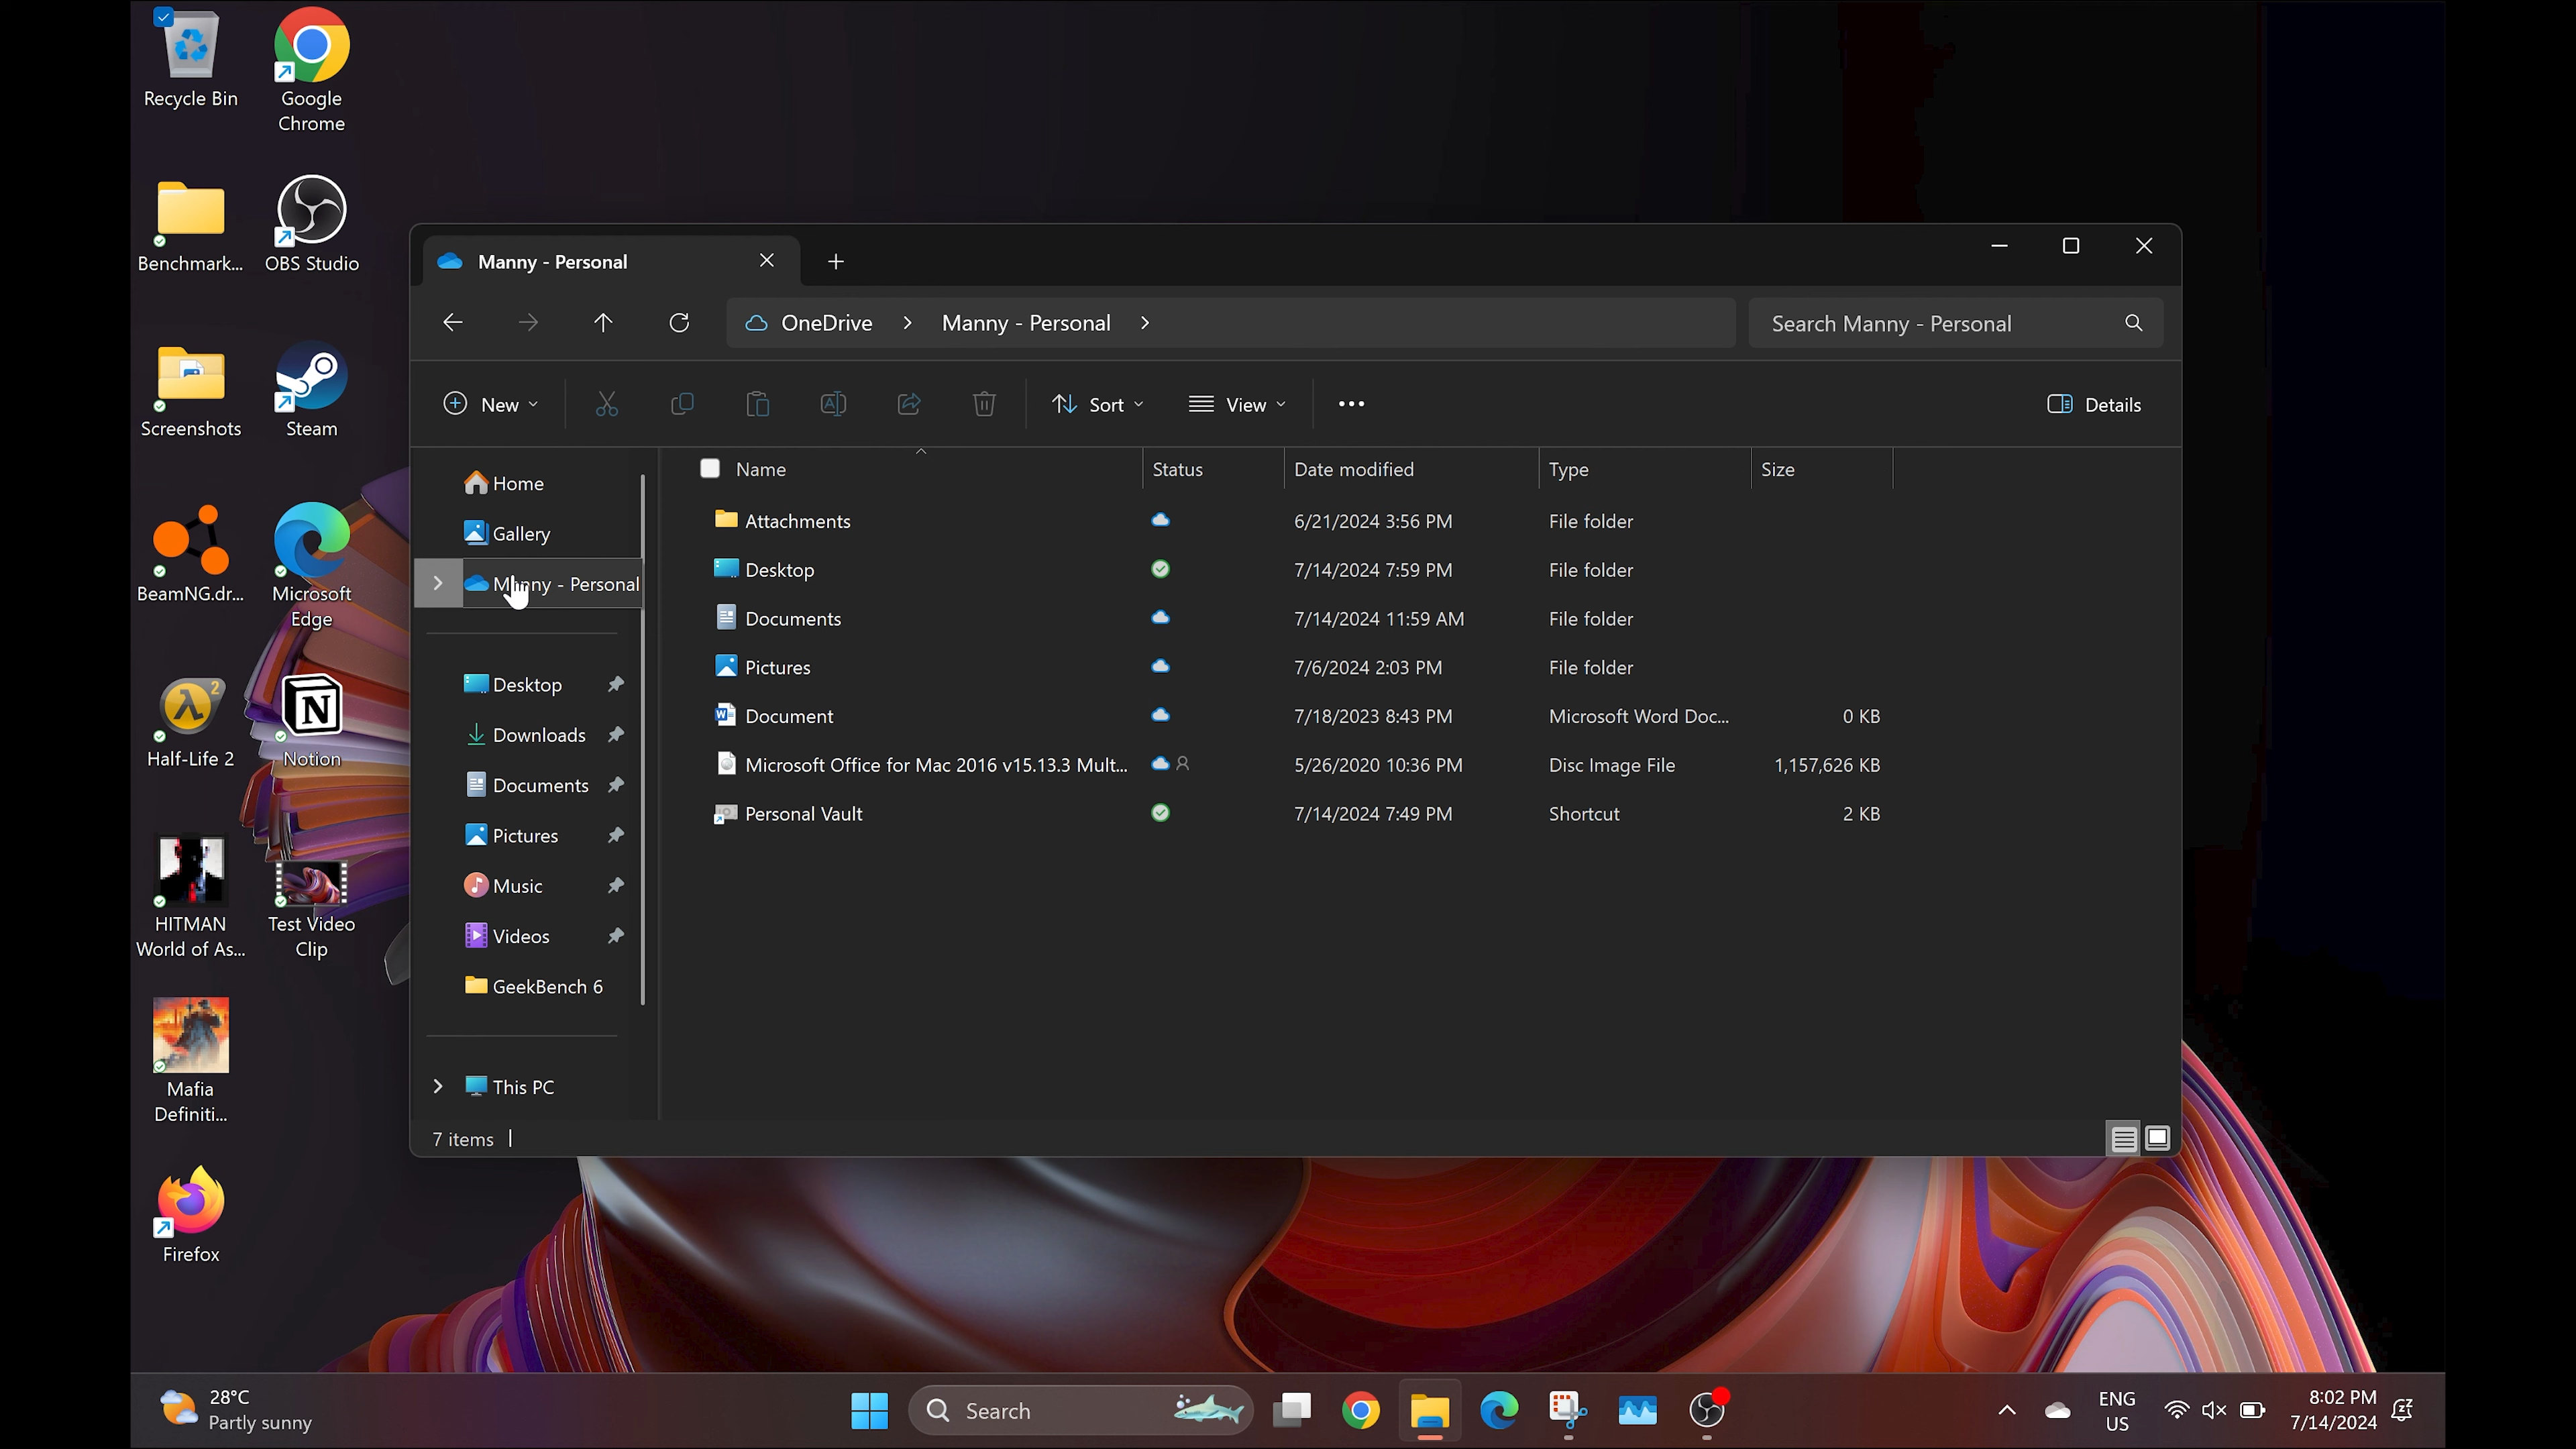 Recycle Bin
Google
Chrome
Benchmark...
OBS Studio
Screenshots
Steam
BeamNG.dr...
Microsoft
Edge
Half-Life 2
Notion
HITMAN
World of As...
Test Video
Clip
Mafia
Definiti...
Firefox
Manny - Personal
OneDrive > Manny - Personal >
Search Manny - Personal
New
Sort
View
Details
Home
Gallery
Manny - Personal
Desktop
Downloads
Documents
Pictures
Music
Videos
GeekBench 6
This PC
Name Status Date modified Type Size
Attachments 6/21/2024 3:56 PM File folder
Desktop 7/14/2024 7:59 PM File folder
Documents 7/14/2024 11:59 AM File folder
Pictures 7/6/2024 2:03 PM File folder
Document 7/18/2023 8:43 PM Microsoft Word Doc... 0 KB
Microsoft Office for Mac 2016 v15.13.3 Mult... 5/26/2020 10:36 PM Disc Image File 1,157,626 KB
Personal Vault 7/14/2024 7:49 PM Shortcut 2 KB
7 items
28°C
Partly sunny
Search
ENG
US
8:02 PM
7/14/2024